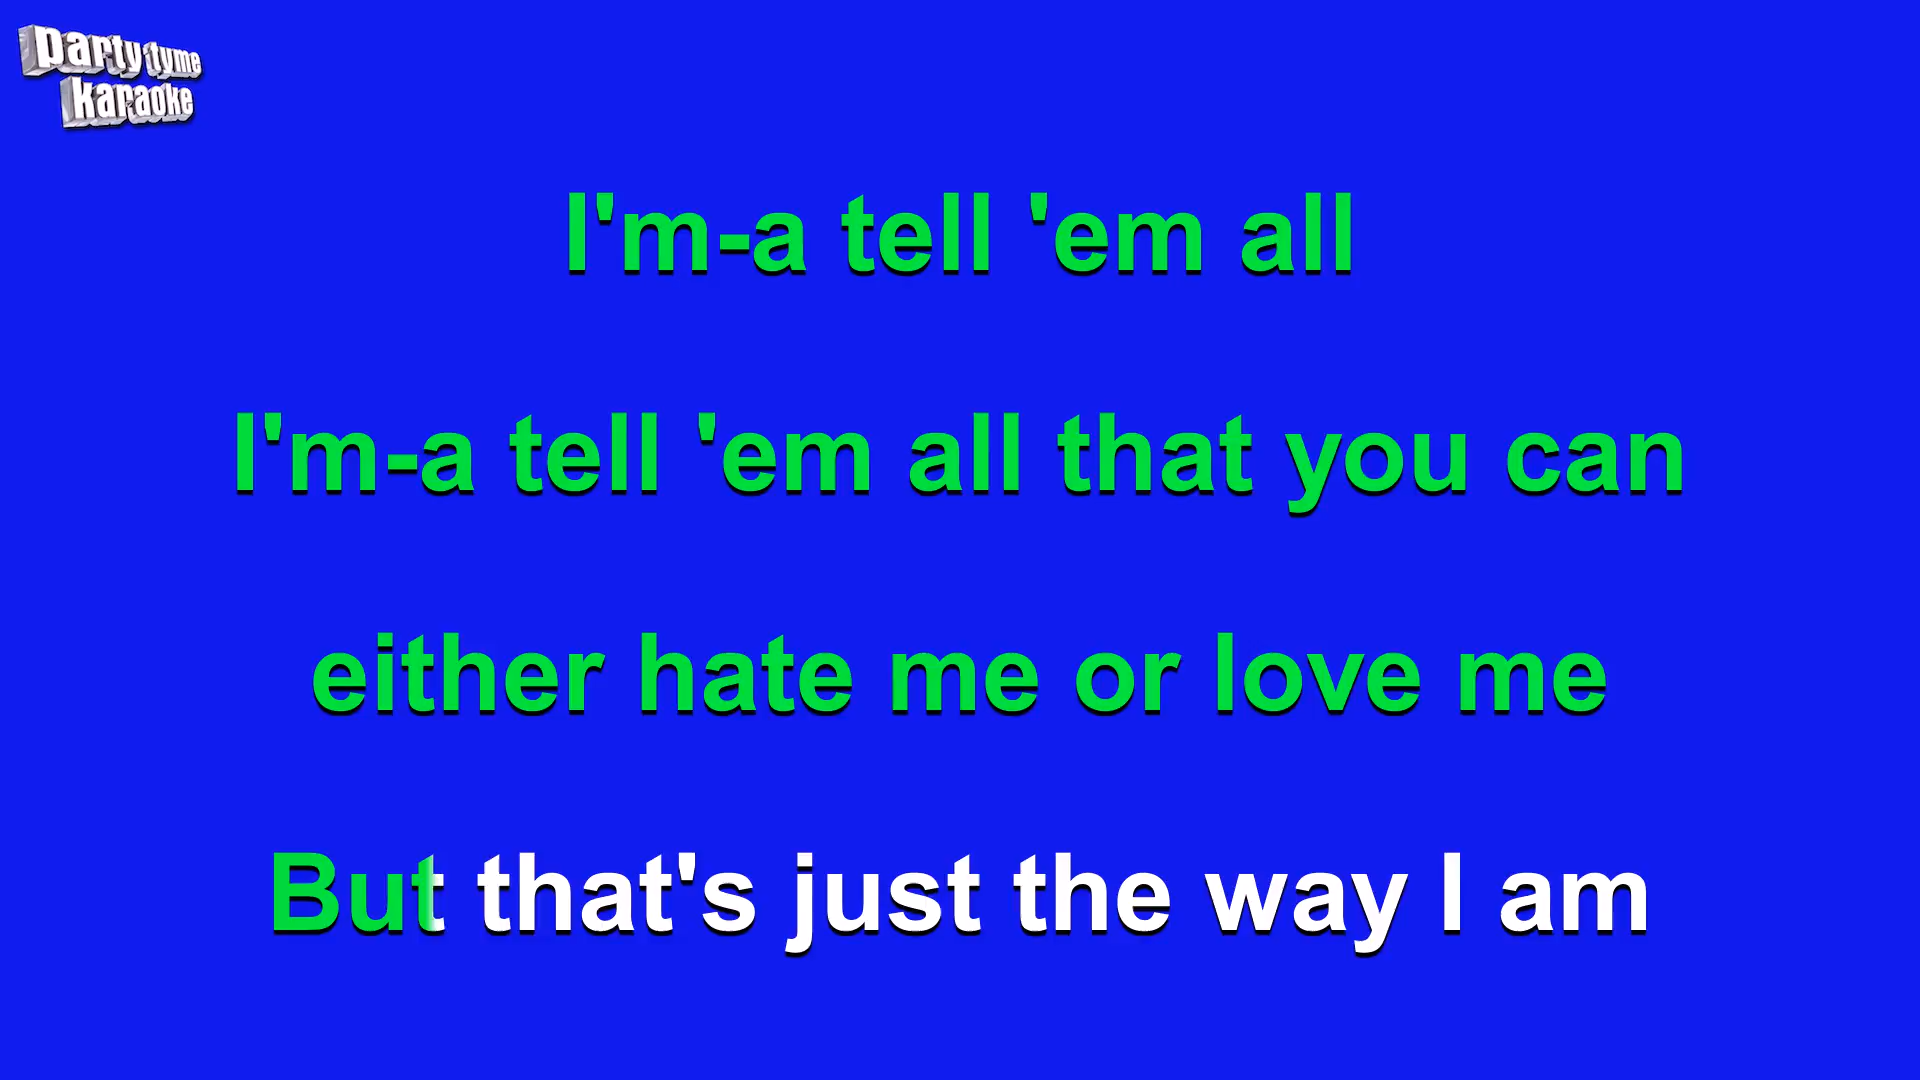 party tyme
karaoke
I'm-a tell 'em all
I'm-a tell 'em all that you can
either hate me or love me
But that's just the way I am